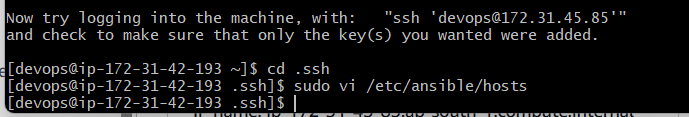 Now try logging into the machine, with:   "ssh 'devops@172.31.45.85'"
and check to make sure that only the key(s) you wanted were added.
[devops@ip-172-31-42-193 ~]$ cd .ssh
[devops@ip-172-31-42-193 .ssh]$ sudo vi /etc/ansible/hosts
[devops@ip-172-31-42-193 .ssh]$